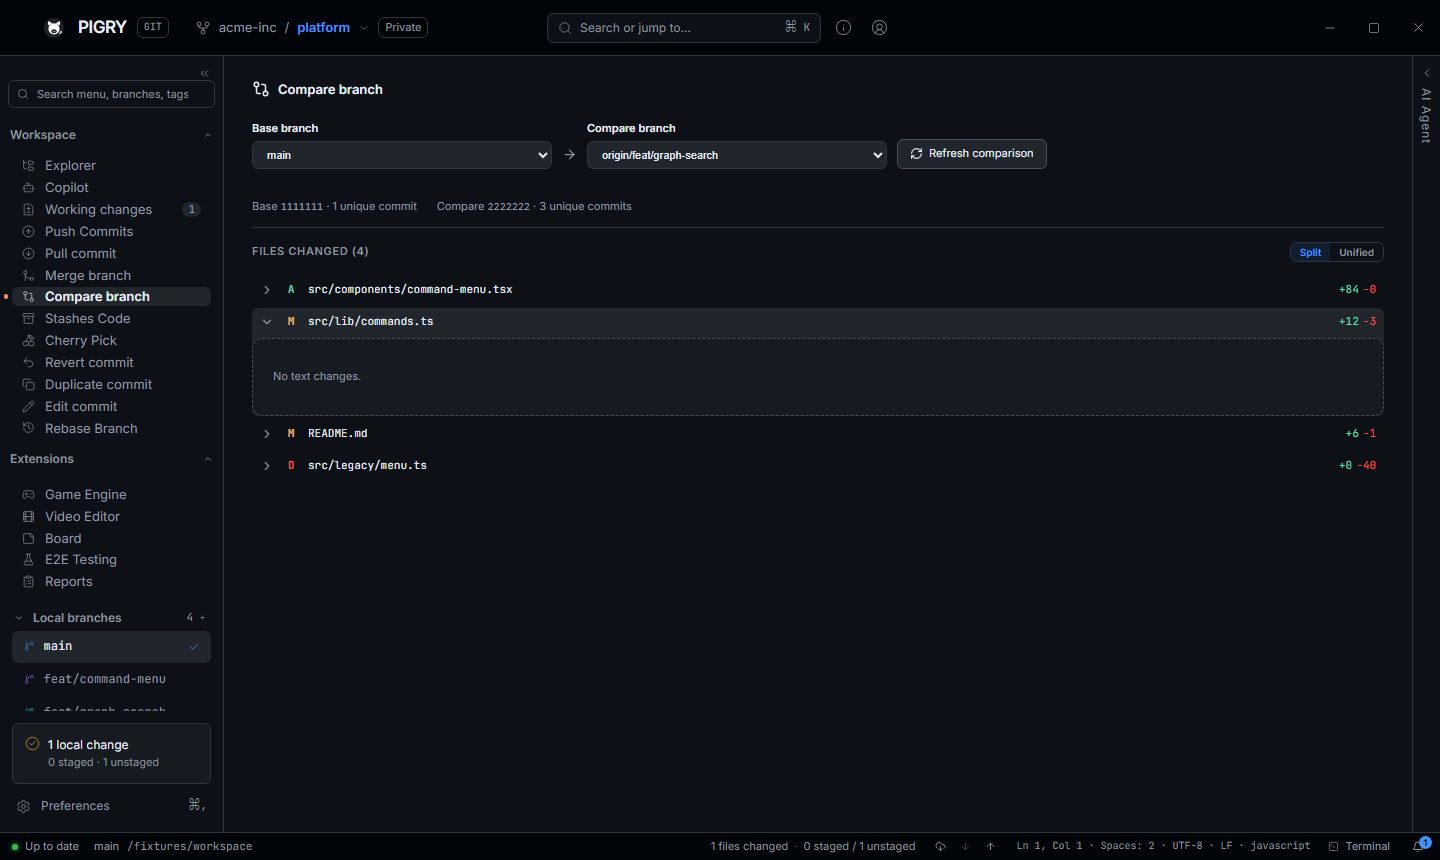 PIGRY GIT acme-inc / platform Private Search or jump to... ⌘ K
Search menu, branches, tags
Workspace
Explorer
Copilot
Working changes 1
Push Commits
Pull commit
Merge branch
Compare branch
Stashes Code
Cherry Pick
Revert commit
Duplicate commit
Edit commit
Rebase Branch
Extensions
Game Engine
Video Editor
Board
E2E Testing
Reports
Local branches 4 +
main
feat/command-menu
1 local change
0 staged · 1 unstaged
Preferences ⌘,
Compare branch
Base branch Compare branch
main → origin/feat/graph-search Refresh comparison
Base 1111111 · 1 unique commit Compare 2222222 · 3 unique commits
FILES CHANGED (4) Split Unified
A src/components/command-menu.tsx +84 -0
M src/lib/commands.ts +12 -3
No text changes.
M README.md +6 -1
D src/legacy/menu.ts +0 -40
AI Agent
Up to date main /fixtures/workspace 1 files changed · 0 staged / 1 unstaged Ln 1, Col 1 · Spaces: 2 · UTF-8 · LF · javascript Terminal 1